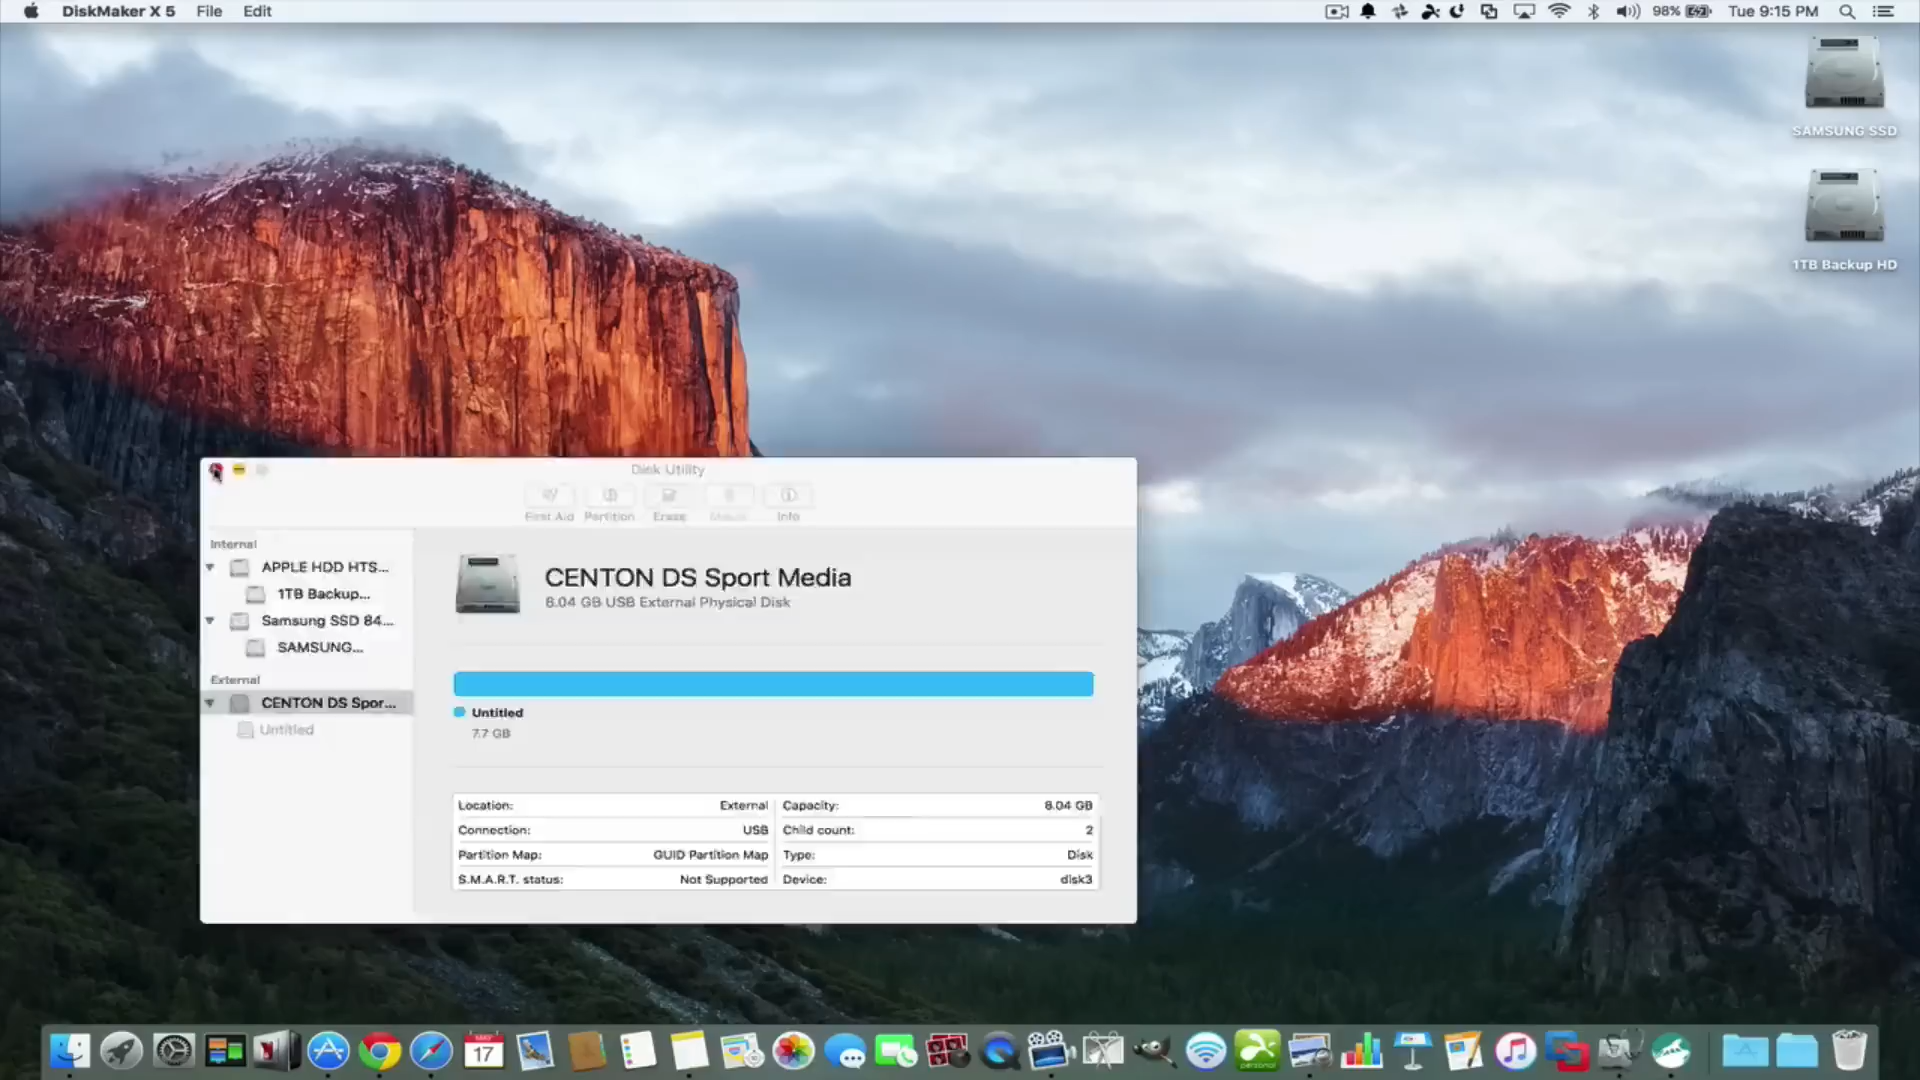 DiskMaker X 5 File Edit 98% Tue 9:15 PM
SAMSUNG SSD
1TB Backup HD
Disk Utility
First Aid Partition Erase Info
Internal
APPLE HDD HTS...
1TB Backup...
Samsung SSD 84...
SAMSUNG...
External
CENTON DS Spor...
Untitled
CENTON DS Sport Media
8.04 GB USB External Physical Disk
Untitled
7.7 GB
Location: External Capacity: 8.04 GB
Connection: USB Child count: 2
Partition Map: GUID Partition Map Type: Disk
S.M.A.R.T. status: Not Supported Device: disk3
17
personal